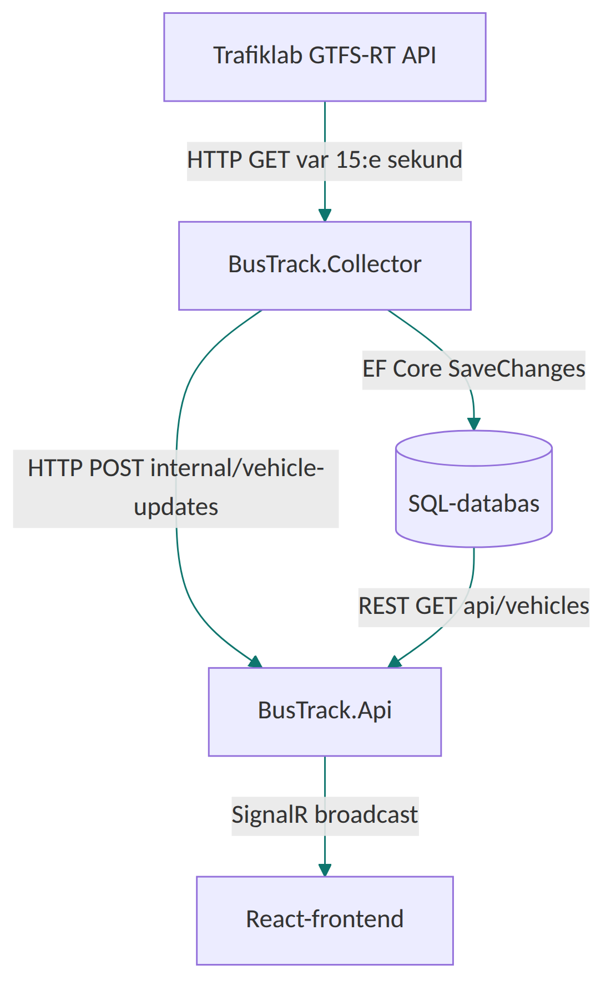 Trafiklab GTFS-RT API
HTTP GET var 15:e sekund
BusTrack.Collector
EF Core SaveChanges
HTTP POST internal/vehicle-
updates
SQL-databas
REST GET api/vehicles
BusTrack.Api
SignalR broadcast
React-frontend